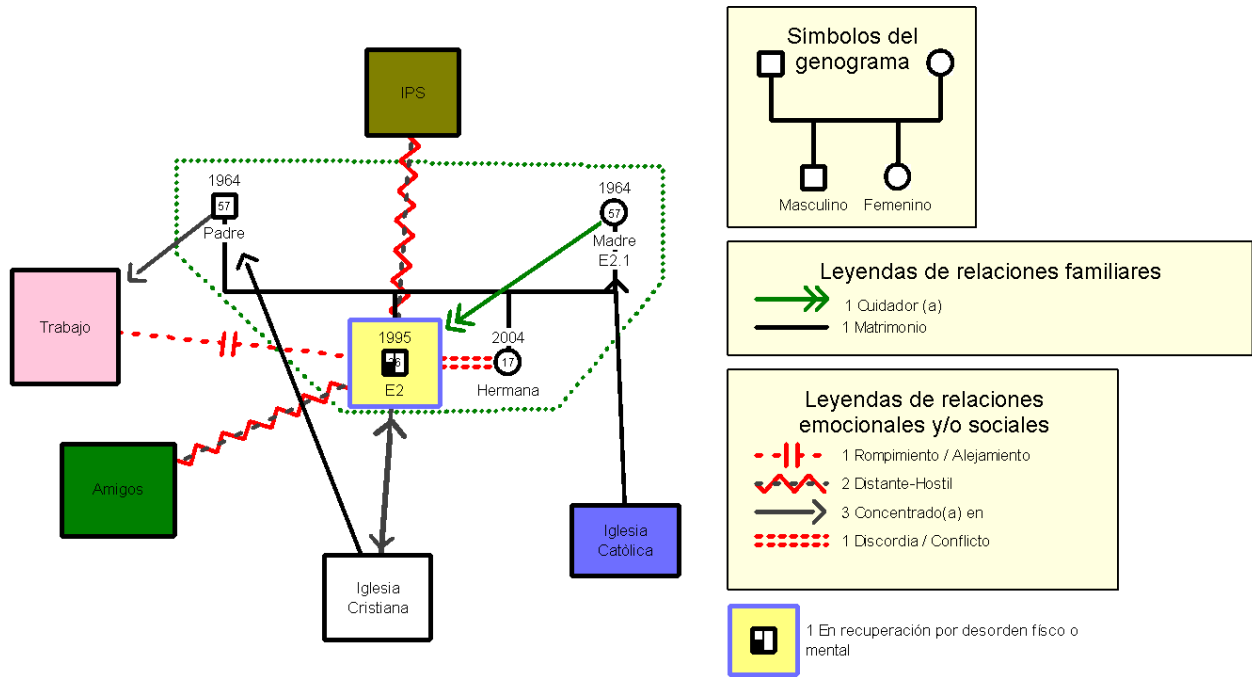 IPS
1964
57
Padre
1964
57
Madre
E2.1
Trabajo
1995
26
E2
2004
17
Hermana
Amigos
Iglesia
Cristiana
Iglesia
Católica
Símbolos del
genograma
Masculino Femenino
Leyendas de relaciones familiares
1 Cuidador (a)
1 Matrimonio
Leyendas de relaciones
emocionales y/o sociales
1 Rompimiento / Alejamiento
2 Distante-Hostil
3 Concentrado(a) en
1 Discordia / Conflicto
1 En recuperación por desorden físco o
mental